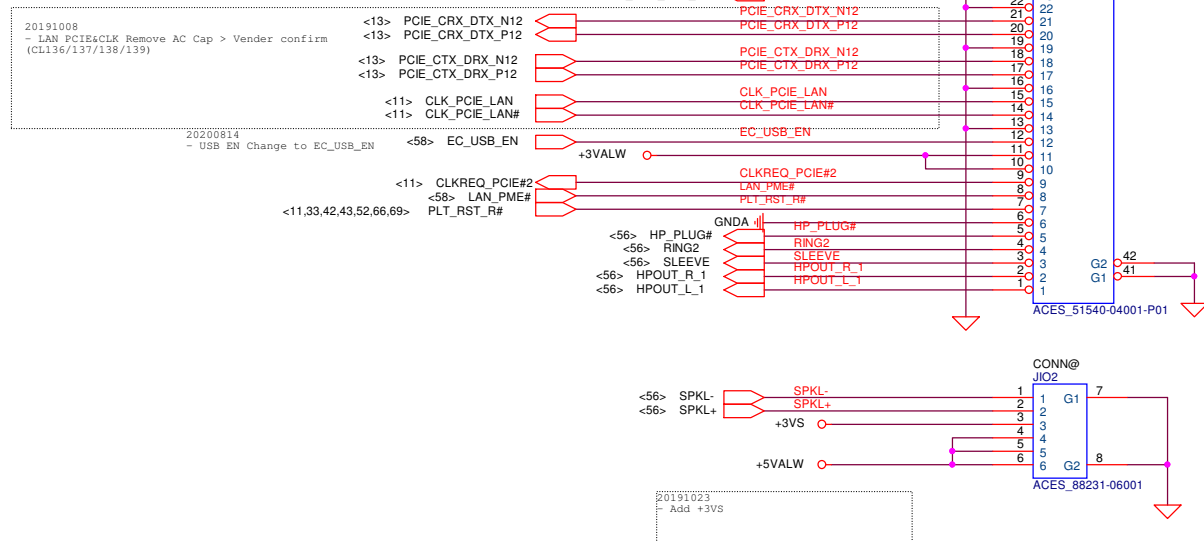 22
PCIE_CRX_DTX_N12
22
20191008
- LAN PCIE&CLK Remove AC Cap > Vender confirm
(CL136/137/138/139)
<13> PCIE_CRX_DTX_N12
21
21
<13> PCIE_CRX_DTX_P12
PCIE_CRX_DTX_P12
20
20
19
19
<13> PCIE_CTX_DRX_N12
PCIE_CTX_DRX_N12
18
18
<13> PCIE_CTX_DRX_P12
PCIE_CTX_DRX_P12
17
17
16
16
<11> CLK_PCIE_LAN
CLK_PCIE_LAN
15
15
<11> CLK_PCIE_LAN#
CLK_PCIE_LAN#
14
14
13
13
20200814
- USB EN Change to EC_USB_EN
<58> EC_USB_EN
EC_USB_EN
12
12
+3VALW
11
11
10
10
<11> CLKREQ_PCIE#2
CLKREQ_PCIE#2
9
9
<58> LAN_PME#
LAN_PME#
8
8
<11,33,42,43,52,66,69> PLT_RST_R#
PLT_RST_R#
7
7
GNDA
6
6
<56> HP_PLUG#
HP_PLUG#
5
5
<56> RING2
RING2
4
4
<56> SLEEVE
SLEEVE
3
3
G2
42
<56> HPOUT_R_1
HPOUT_R_1
2
2
G1
41
<56> HPOUT_L_1
HPOUT_L_1
1
1
ACES_51540-04001-P01
CONN@
JIO2
<56> SPKL-
SPKL-
1
1
G1
7
<56> SPKL+
SPKL+
2
2
+3VS
3
3
4
4
5
5
+5VALW
6
6
G2
8
ACES_88231-06001
20191023
- Add +3VS